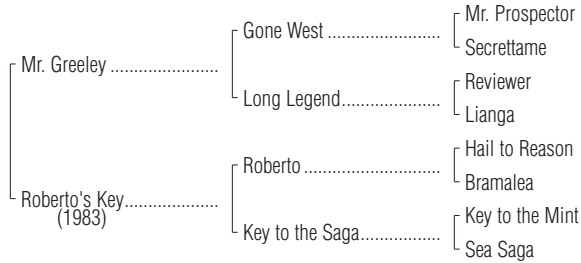 Mr. Prospector
Gone West ......................
Secrettame
Mr. Greeley .....................
Reviewer
Long Legend...................
Lianga
Hail to Reason
Roberto ..........................
Bramalea
Roberto's Key..................
(1983)
Key to the Mint
Key to the Saga...............
Sea Saga